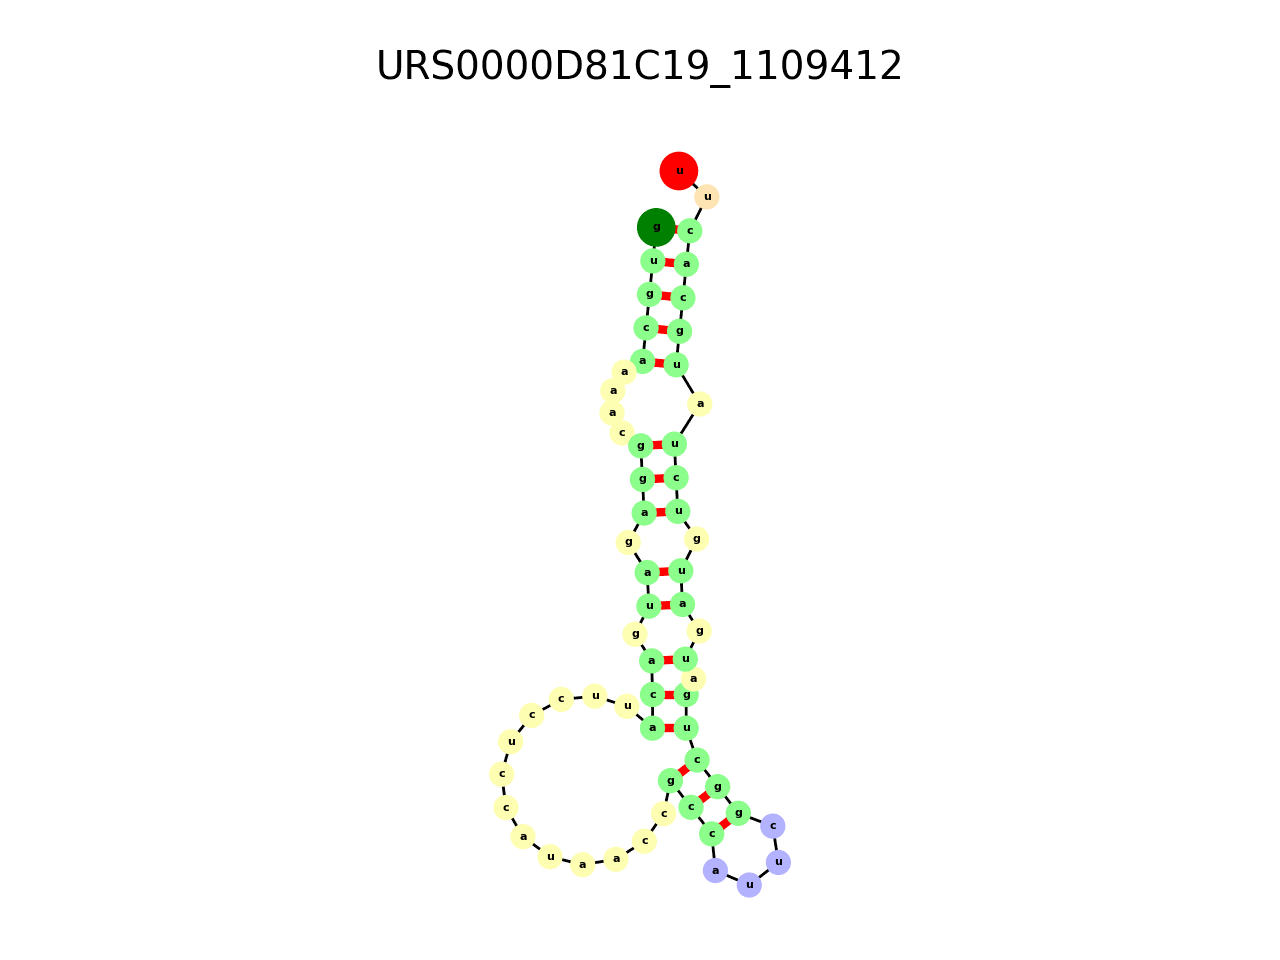 URS0000D81C19_1109412
u
u
g c
u a
g c
c g
a u
a
a
a a
c
g u
g c
a u
g g
a u
u a
g g
a u
a
c u c g
c u
u a u
c
c g g
c c c g
a c c c
u a a a u
u